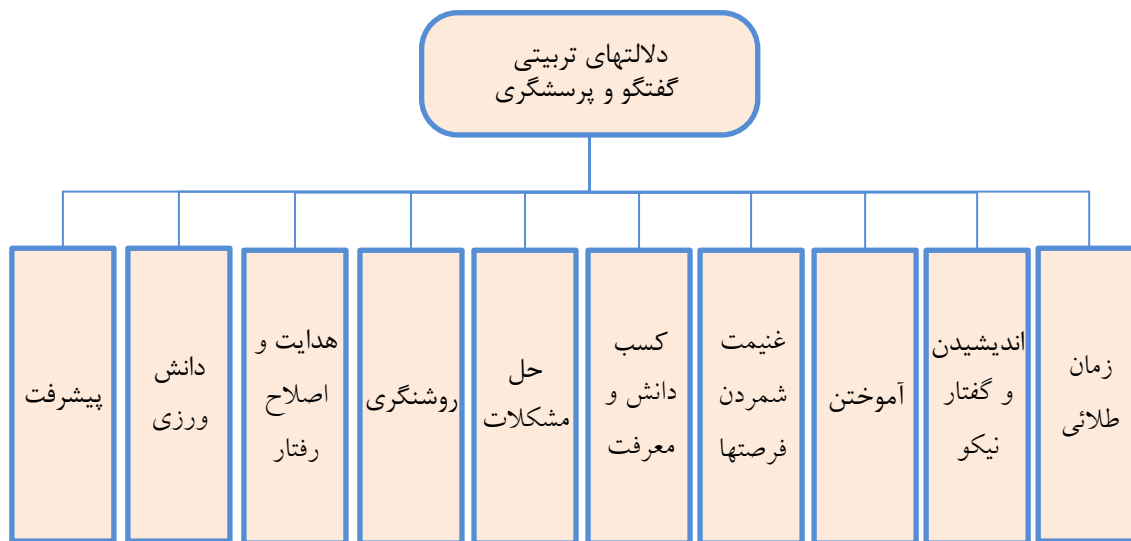 دلالتهای تربیتی
گفتگو و پرسشگری
زمان
طلائی
اندیشیدن
و گفتار
نیکو
آموختن
غنیمت
شمردن
فرصتها
کسب
دانش و
معرفت
حل
مشکلات
روشنگری
هدایت و
اصلاح
رفتار
دانش
ورزی
پیشرفت